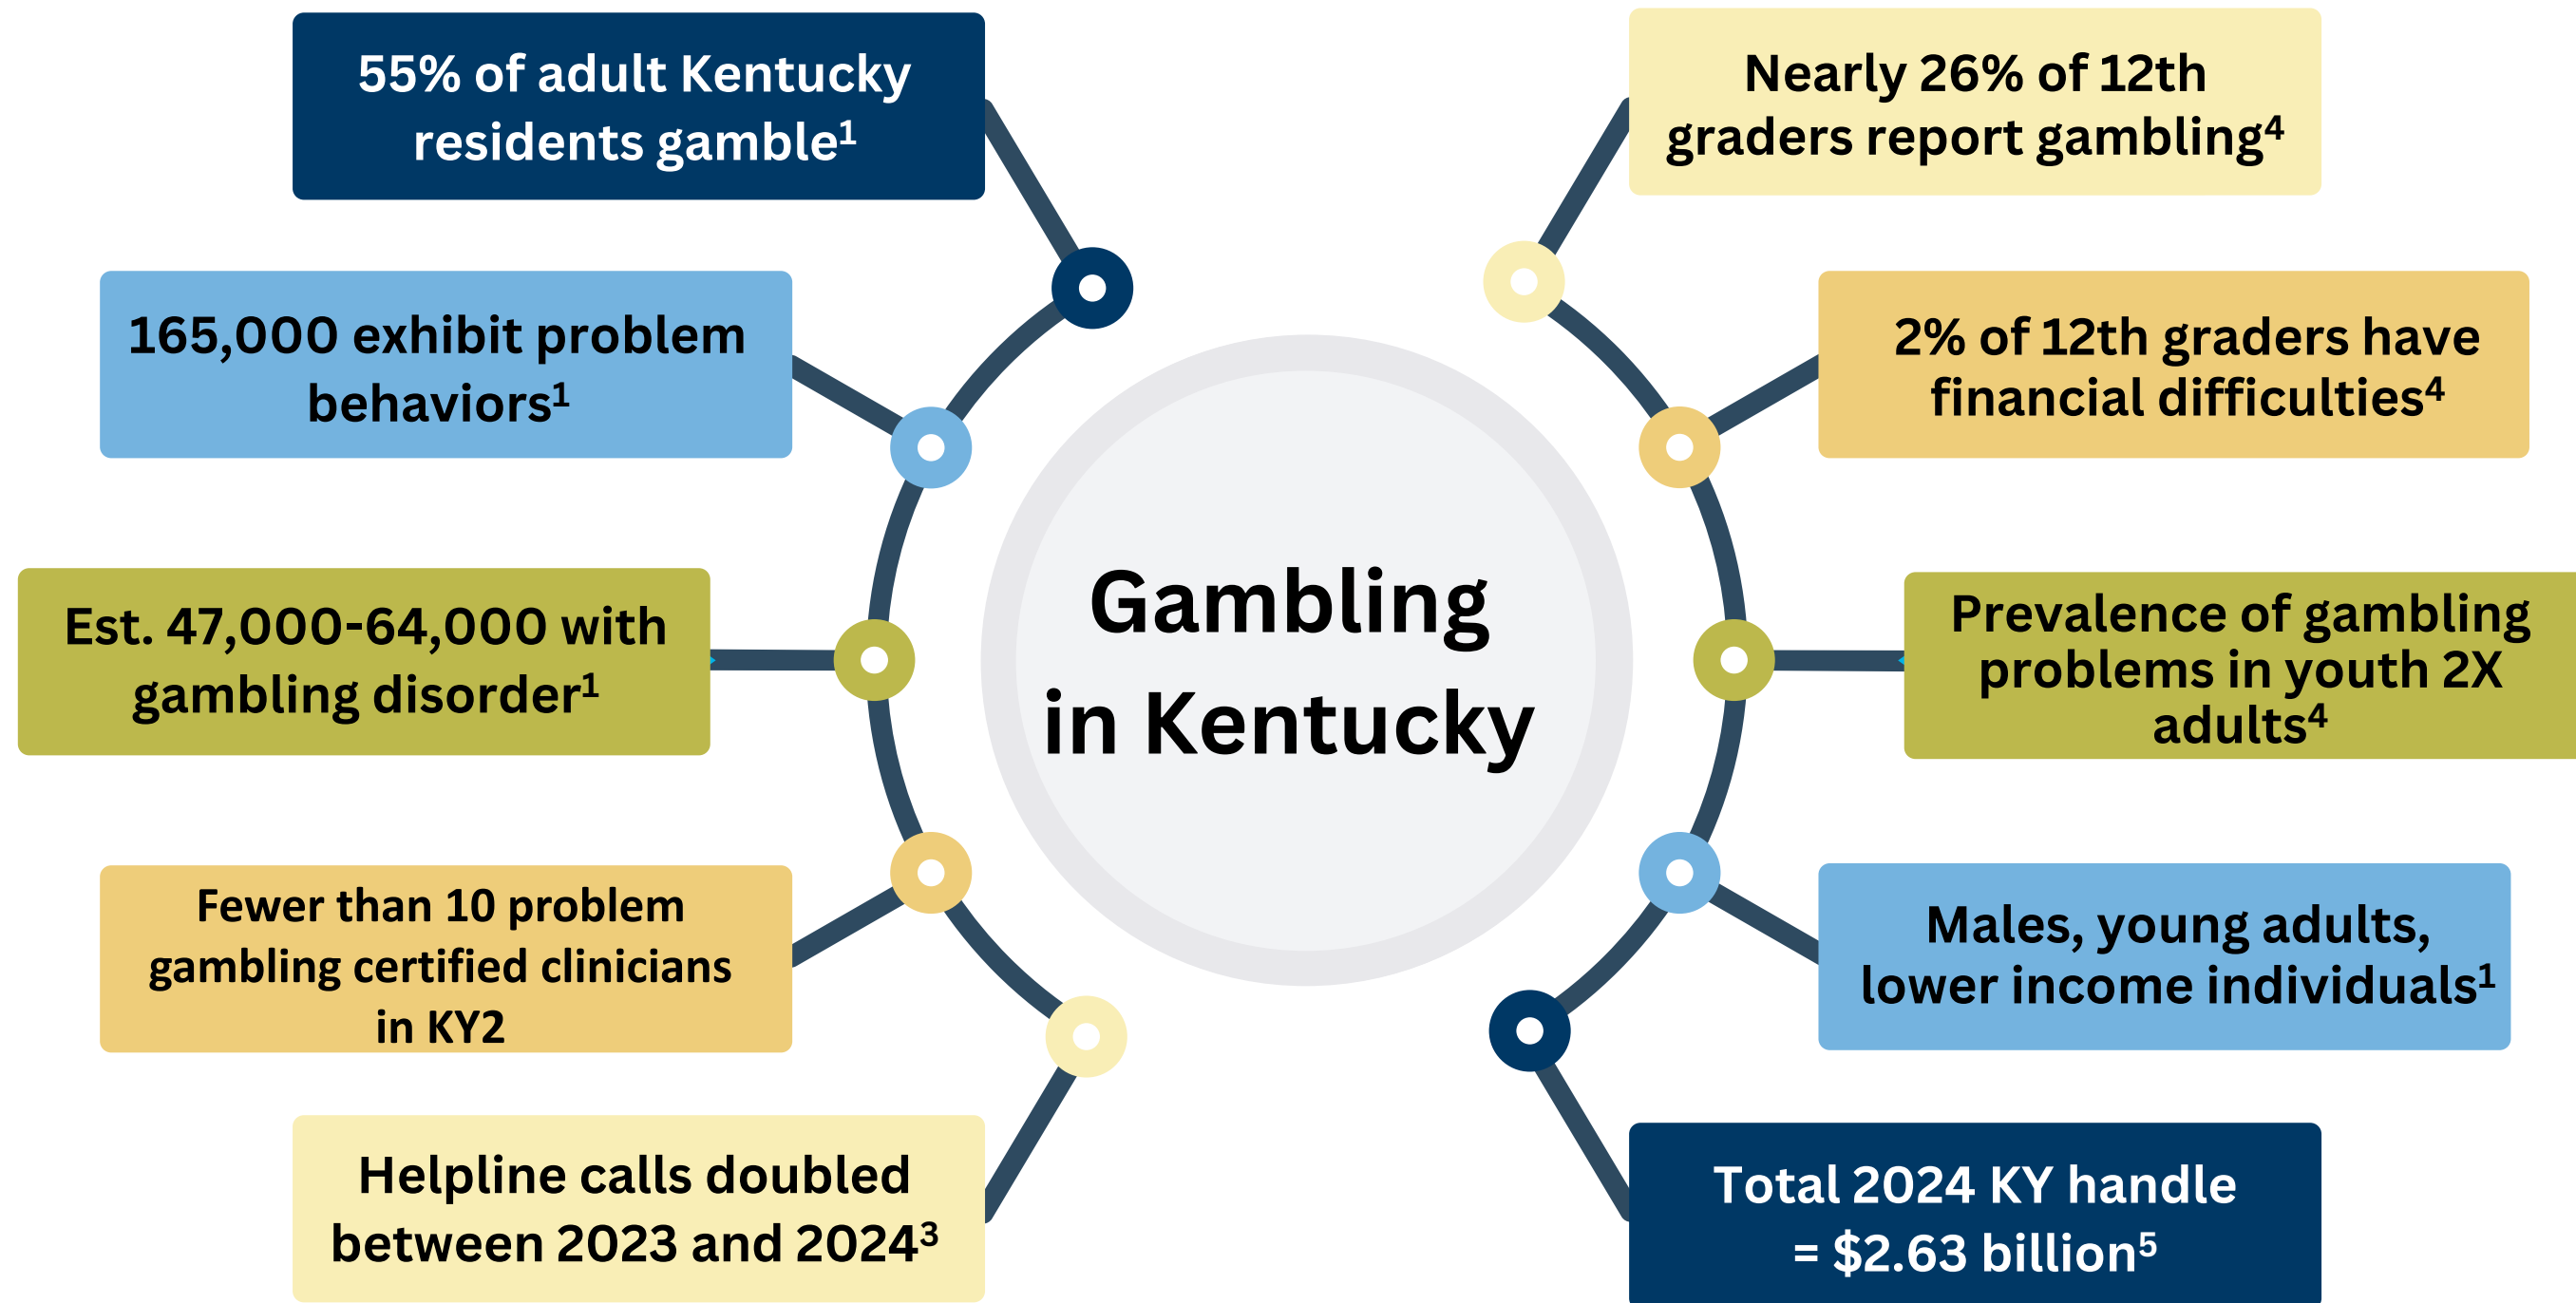 55% of adult Kentucky
residents gamble¹
165,000 exhibit problem
behaviors¹
Est. 47,000-64,000 with
gambling disorder¹
Fewer than 10 problem
gambling certified clinicians
in KY2
Helpline calls doubled
between 2023 and 2024³
Gambling
in Kentucky
Nearly 26% of 12th
graders report gambling⁴
2% of 12th graders have
financial difficulties⁴
Prevalence of gambling
problems in youth 2X
adults⁴
Males, young adults,
lower income individuals¹
Total 2024 KY handle
= $2.63 billion⁵